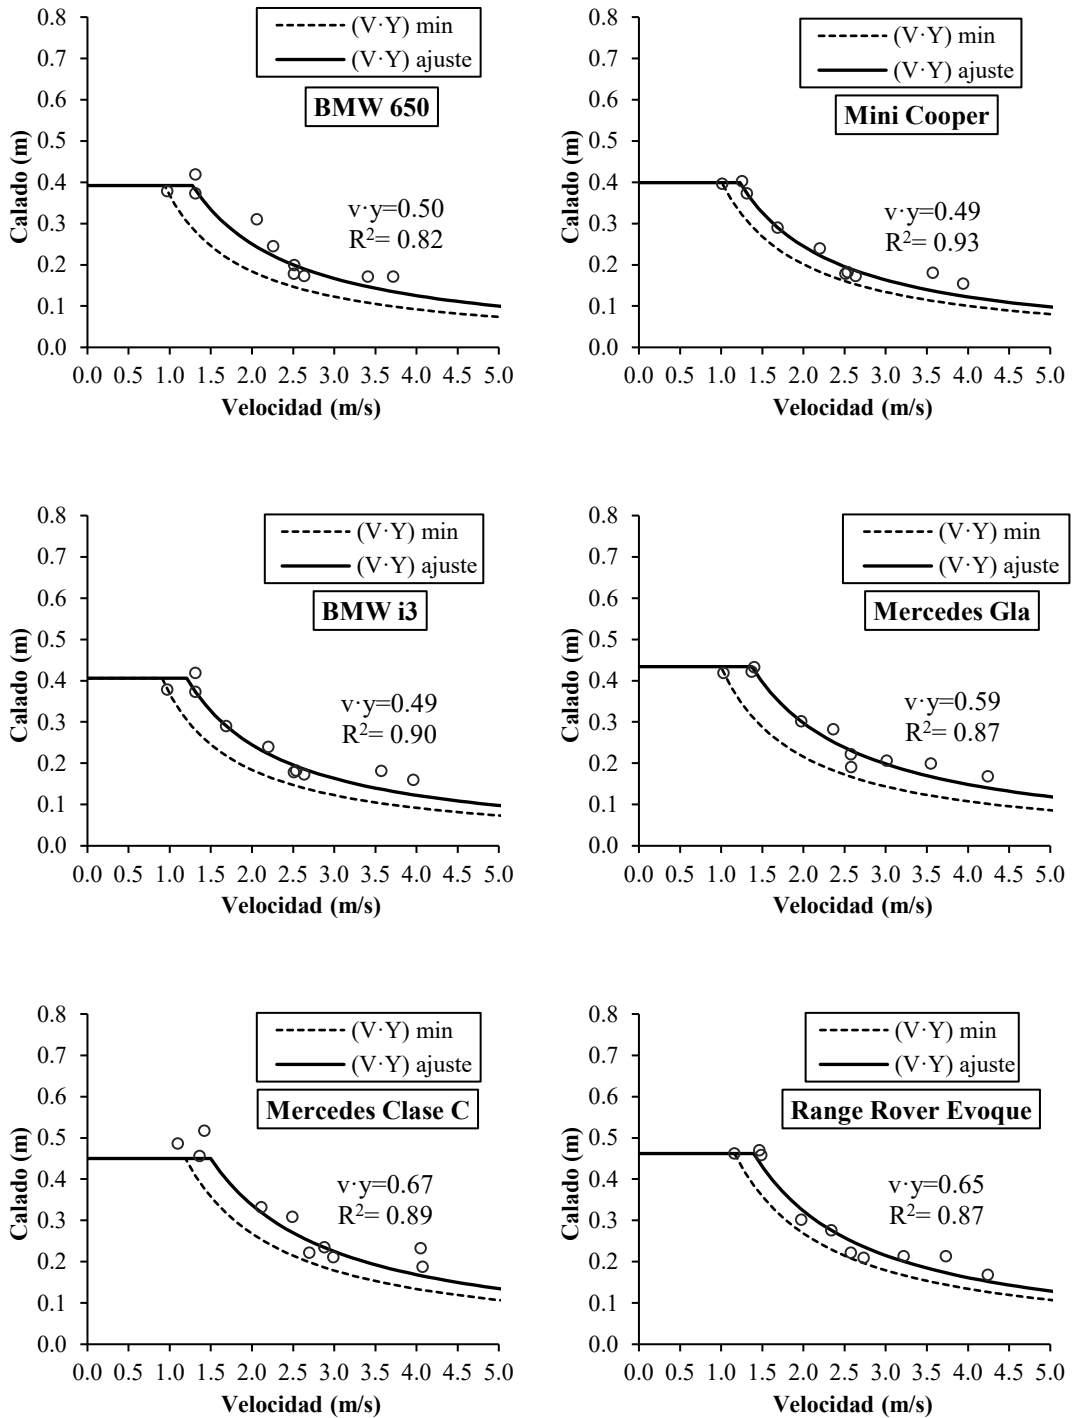 (V·Y) min
(V·Y) ajuste
BMW 650
v·y=0.50
R²= 0.82
Calado (m)
0.8
0.7
0.6
0.5
0.4
0.3
0.2
0.1
0.0
0.0 0.5 1.0 1.5 2.0 2.5 3.0 3.5 4.0 4.5 5.0
Velocidad (m/s)
(V·Y) min
(V·Y) ajuste
Mini Cooper
v·y=0.49
R²= 0.93
Calado (m)
0.8
0.7
0.6
0.5
0.4
0.3
0.2
0.1
0.0
0.0 0.5 1.0 1.5 2.0 2.5 3.0 3.5 4.0 4.5 5.0
Velocidad (m/s)
(V·Y) min
(V·Y) ajuste
BMW i3
v·y=0.49
R²= 0.90
Calado (m)
0.8
0.7
0.6
0.5
0.4
0.3
0.2
0.1
0.0
0.0 0.5 1.0 1.5 2.0 2.5 3.0 3.5 4.0 4.5 5.0
Velocidad (m/s)
(V·Y) min
(V·Y) ajuste
Mercedes Gla
v·y=0.59
R²= 0.87
Calado (m)
0.8
0.7
0.6
0.5
0.4
0.3
0.2
0.1
0.0
0.0 0.5 1.0 1.5 2.0 2.5 3.0 3.5 4.0 4.5 5.0
Velocidad (m/s)
(V·Y) min
(V·Y) ajuste
Mercedes Clase C
v·y=0.67
R²= 0.89
Calado (m)
0.8
0.7
0.6
0.5
0.4
0.3
0.2
0.1
0.0
0.0 0.5 1.0 1.5 2.0 2.5 3.0 3.5 4.0 4.5 5.0
Velocidad (m/s)
(V·Y) min
(V·Y) ajuste
Range Rover Evoque
v·y=0.65
R²= 0.87
Calado (m)
0.8
0.7
0.6
0.5
0.4
0.3
0.2
0.1
0.0
0.0 0.5 1.0 1.5 2.0 2.5 3.0 3.5 4.0 4.5 5.0
Velocidad (m/s)